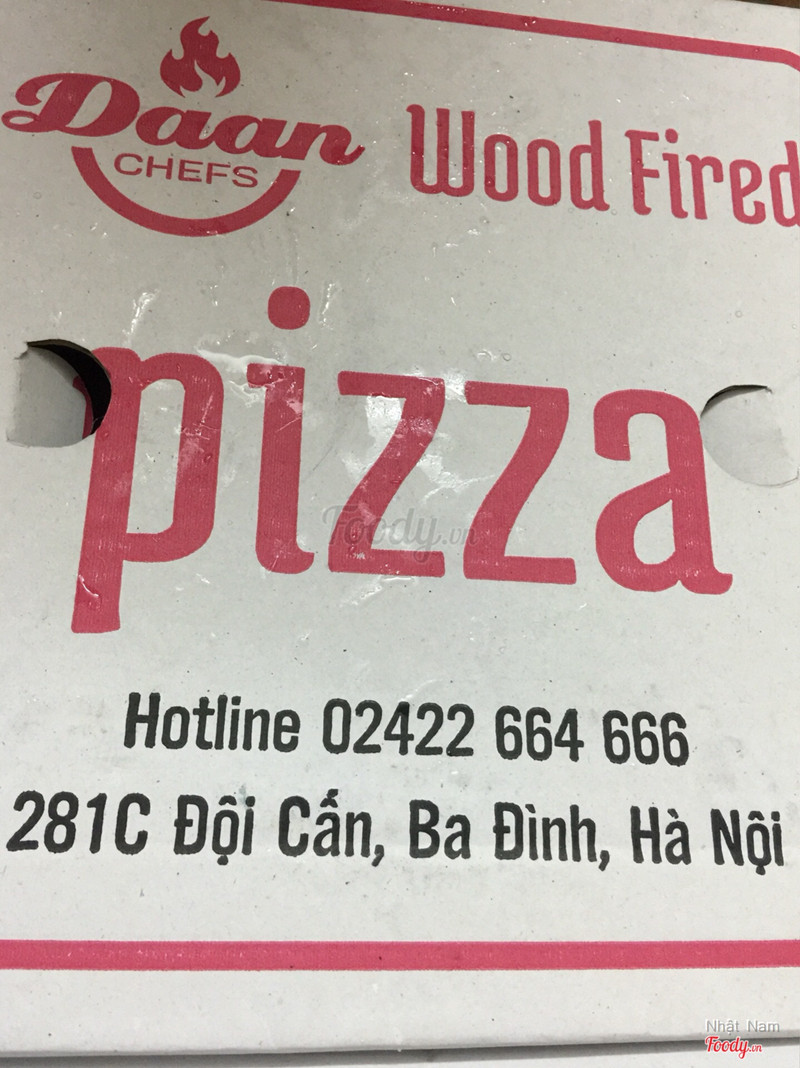 Daan
CHEFS
Wood Fired
pizza
Foody.vn
Hotline 02422 664 666
281C Đội Cấn, Ba Đình, Hà Nội
Nhật Nam
Foody.vn